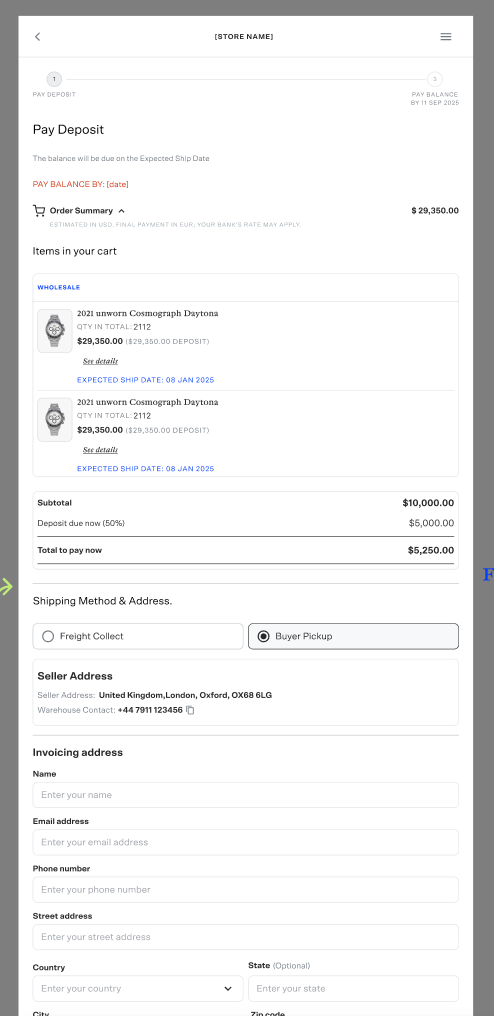 [STORE NAME]
1
3
PAY DEPOSIT
PAY BALANCE
BY 11 SEP 2025
Pay Deposit
The balance will be due on the Expected Ship Date
PAY BALANCE BY: [date]
Order Summary
$ 29,350.00
ESTIMATED IN USD. FINAL PAYMENT IN EUR; YOUR BANK'S RATE MAY APPLY.
Items in your cart
WHOLESALE
2021 unworn Cosmograph Daytona
QTY IN TOTAL: 2112
$29,350.00 ($29,350.00 DEPOSIT)
See details
EXPECTED SHIP DATE: 08 JAN 2025
2021 unworn Cosmograph Daytona
QTY IN TOTAL: 2112
$29,350.00 ($29,350.00 DEPOSIT)
See details
EXPECTED SHIP DATE: 08 JAN 2025
Subtotal $10,000.00
Deposit due now (50%) $5,000.00
Total to pay now $5,250.00
F
Shipping Method & Address.
Freight Collect
Buyer Pickup
Seller Address
Seller Address: United Kingdom,London, Oxford, OX68 6LG
Warehouse Contact: +44 7911 123456
Invoicing address
Name
Enter your name
Email address
Enter your email address
Phone number
Enter your phone number
Street address
Enter your street address
Country
State (Optional)
Enter your country
Enter your state
City
Zip code